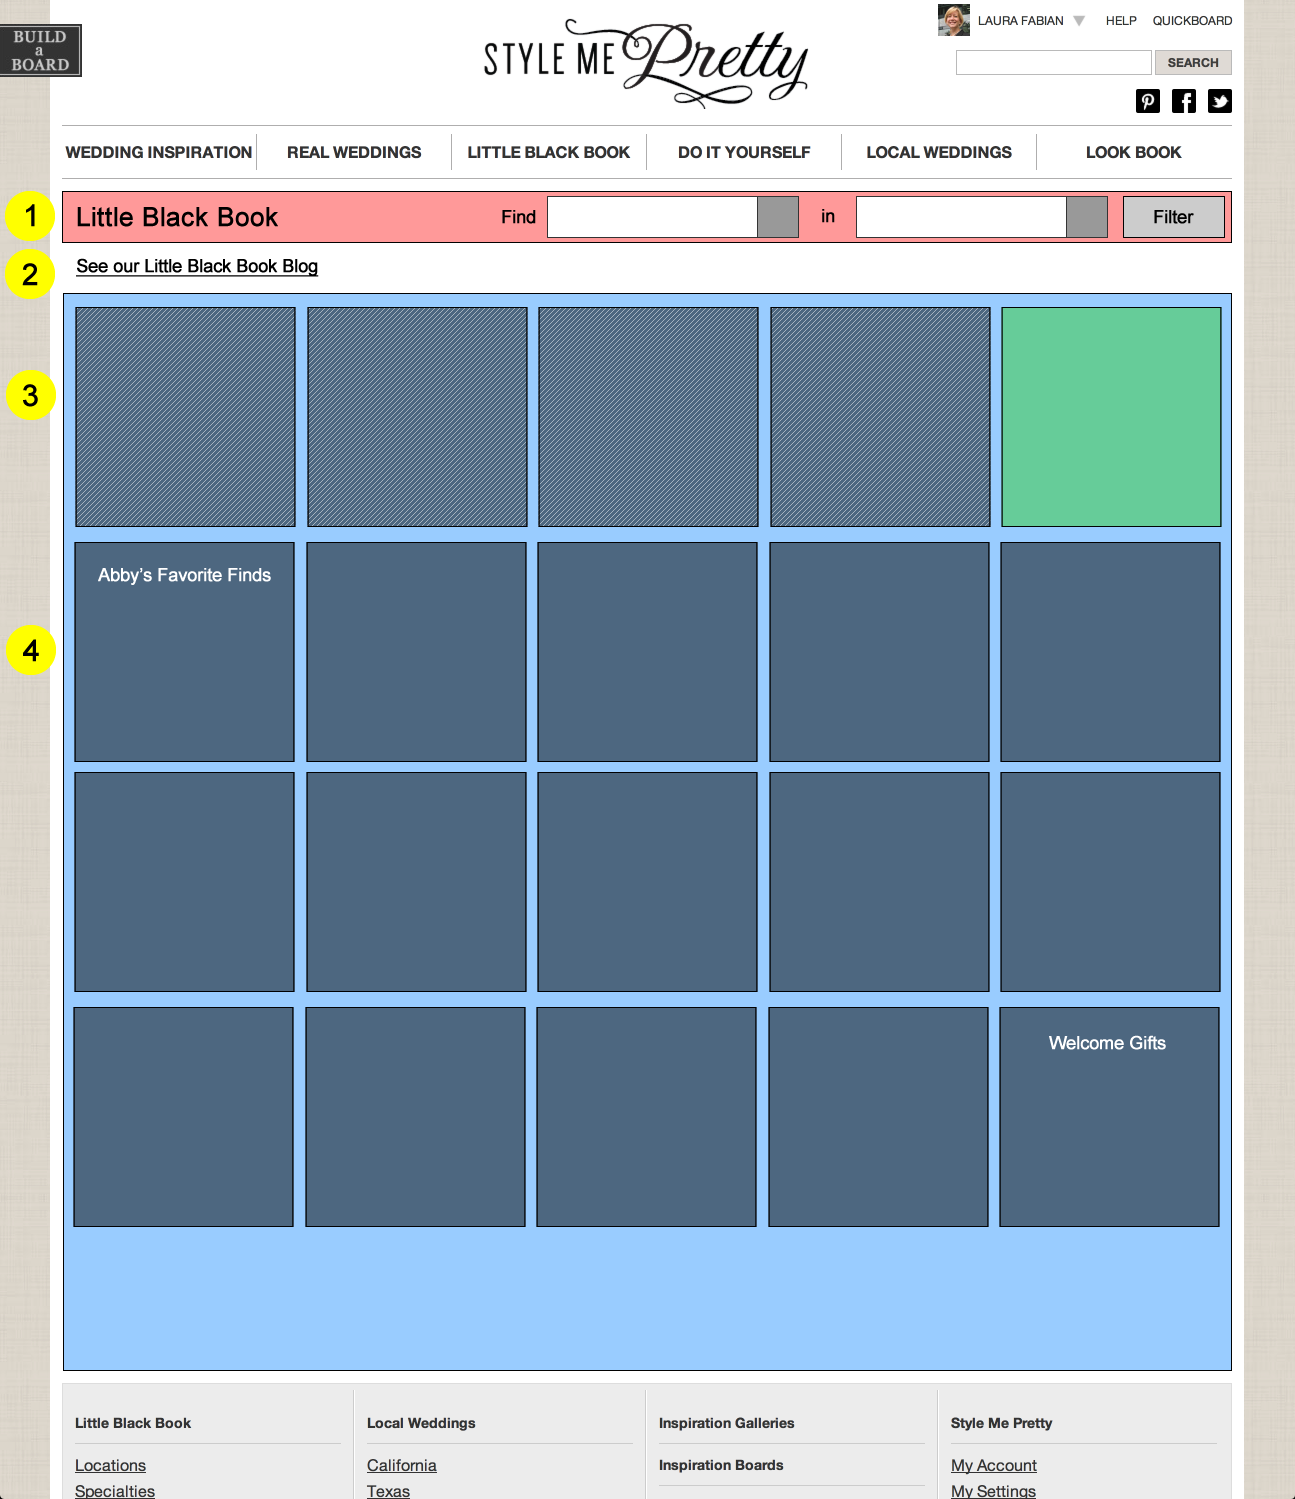 BUILD
a
BOARD
STYLE ME Pretty
LAURA FABIAN HELP QUICKBOARD
SEARCH
WEDDING INSPIRATION REAL WEDDINGS LITTLE BLACK BOOK DO IT YOURSELF LOCAL WEDDINGS LOOK BOOK
1 Little Black Book Find in Filter
2 See our Little Black Book Blog
3
Abby's Favorite Finds
4
Welcome Gifts
Little Black Book Local Weddings Inspiration Galleries Style Me Pretty
Locations California Inspiration Boards My Account
Specialties Texas My Settings